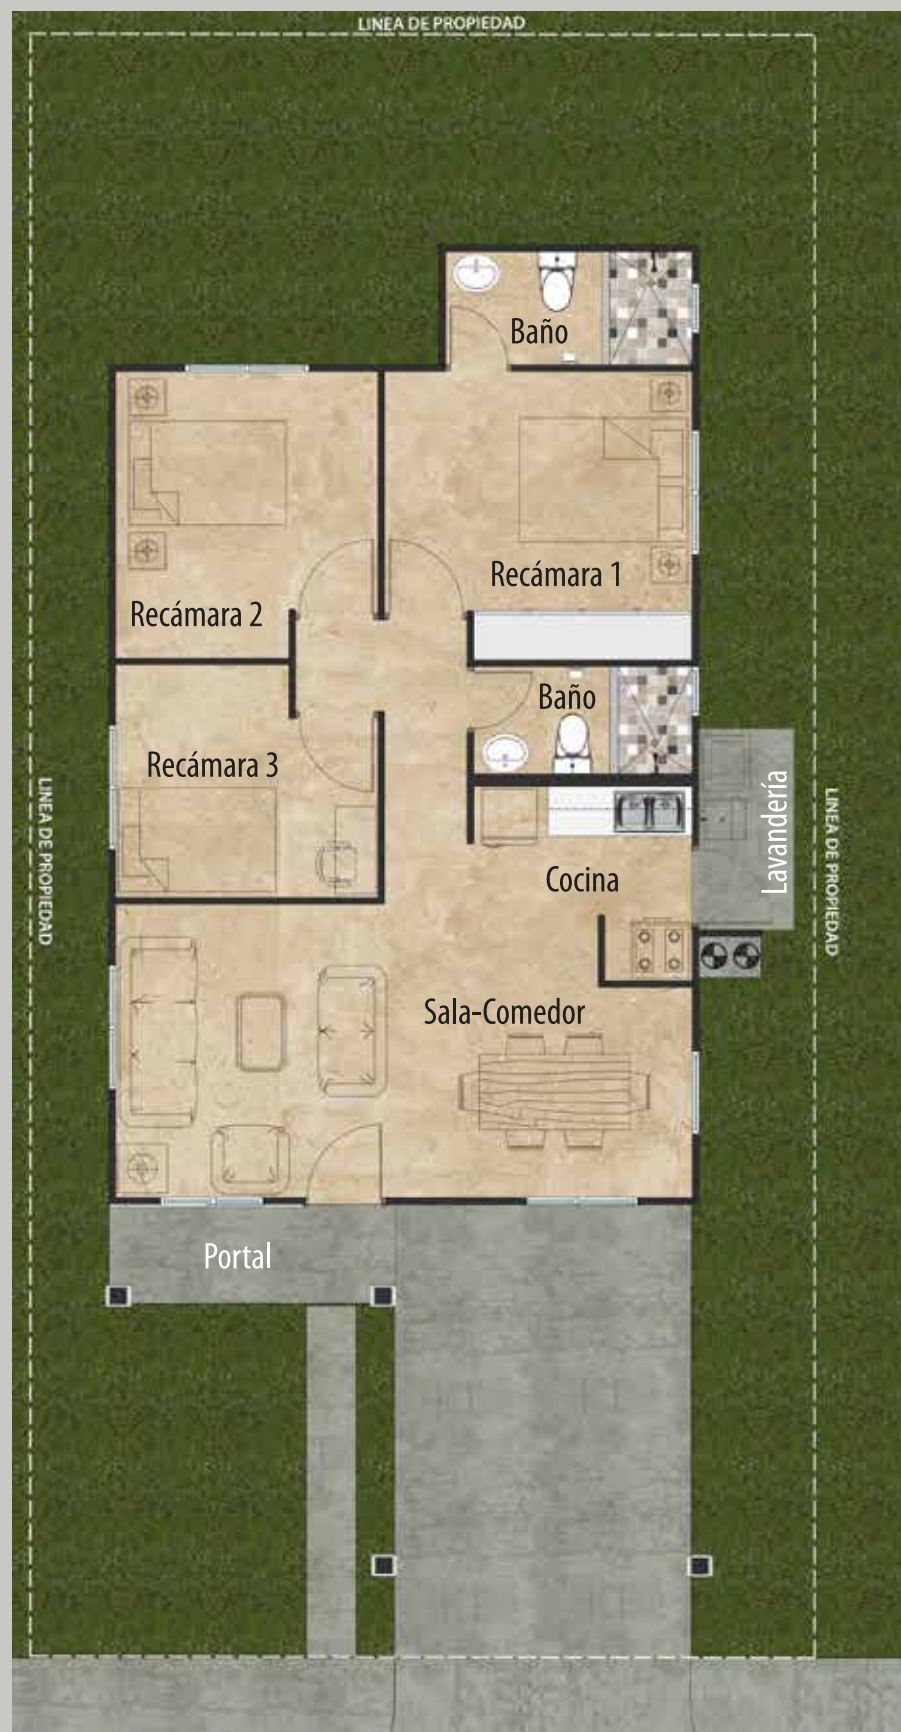 LINEA DE PROPIEDAD
Baño
Recámara 1
Recámara 2
Baño
Recámara 3
LINEA DE PROPIEDAD
Lavandería
LINEA DE PROPIEDAD
Cocina
Sala-Comedor
Portal